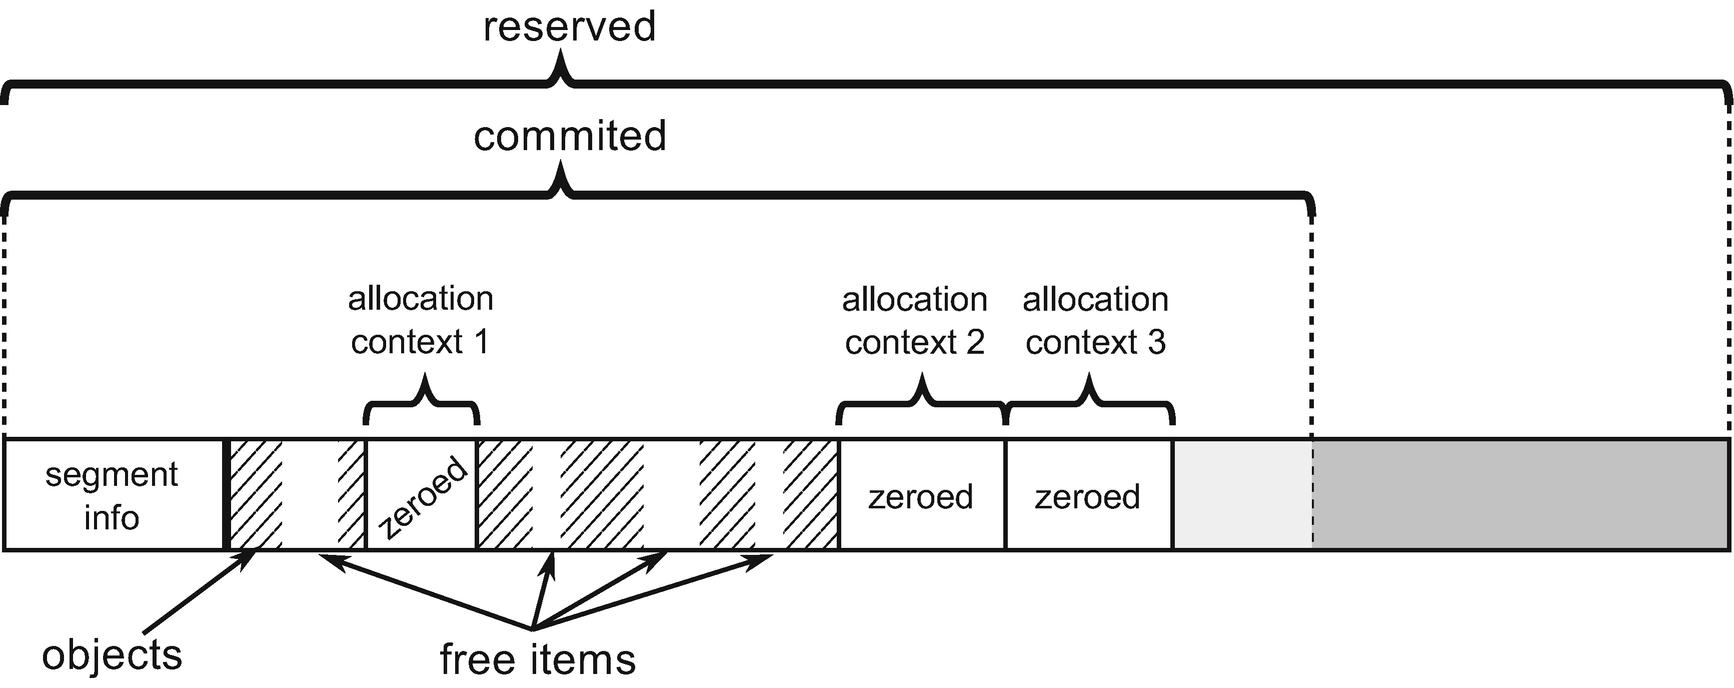 reserved
commited
allocation
context 1
allocation
context 2
allocation
context 3
segment
info
zeroed
zeroed
zeroed
objects
free items